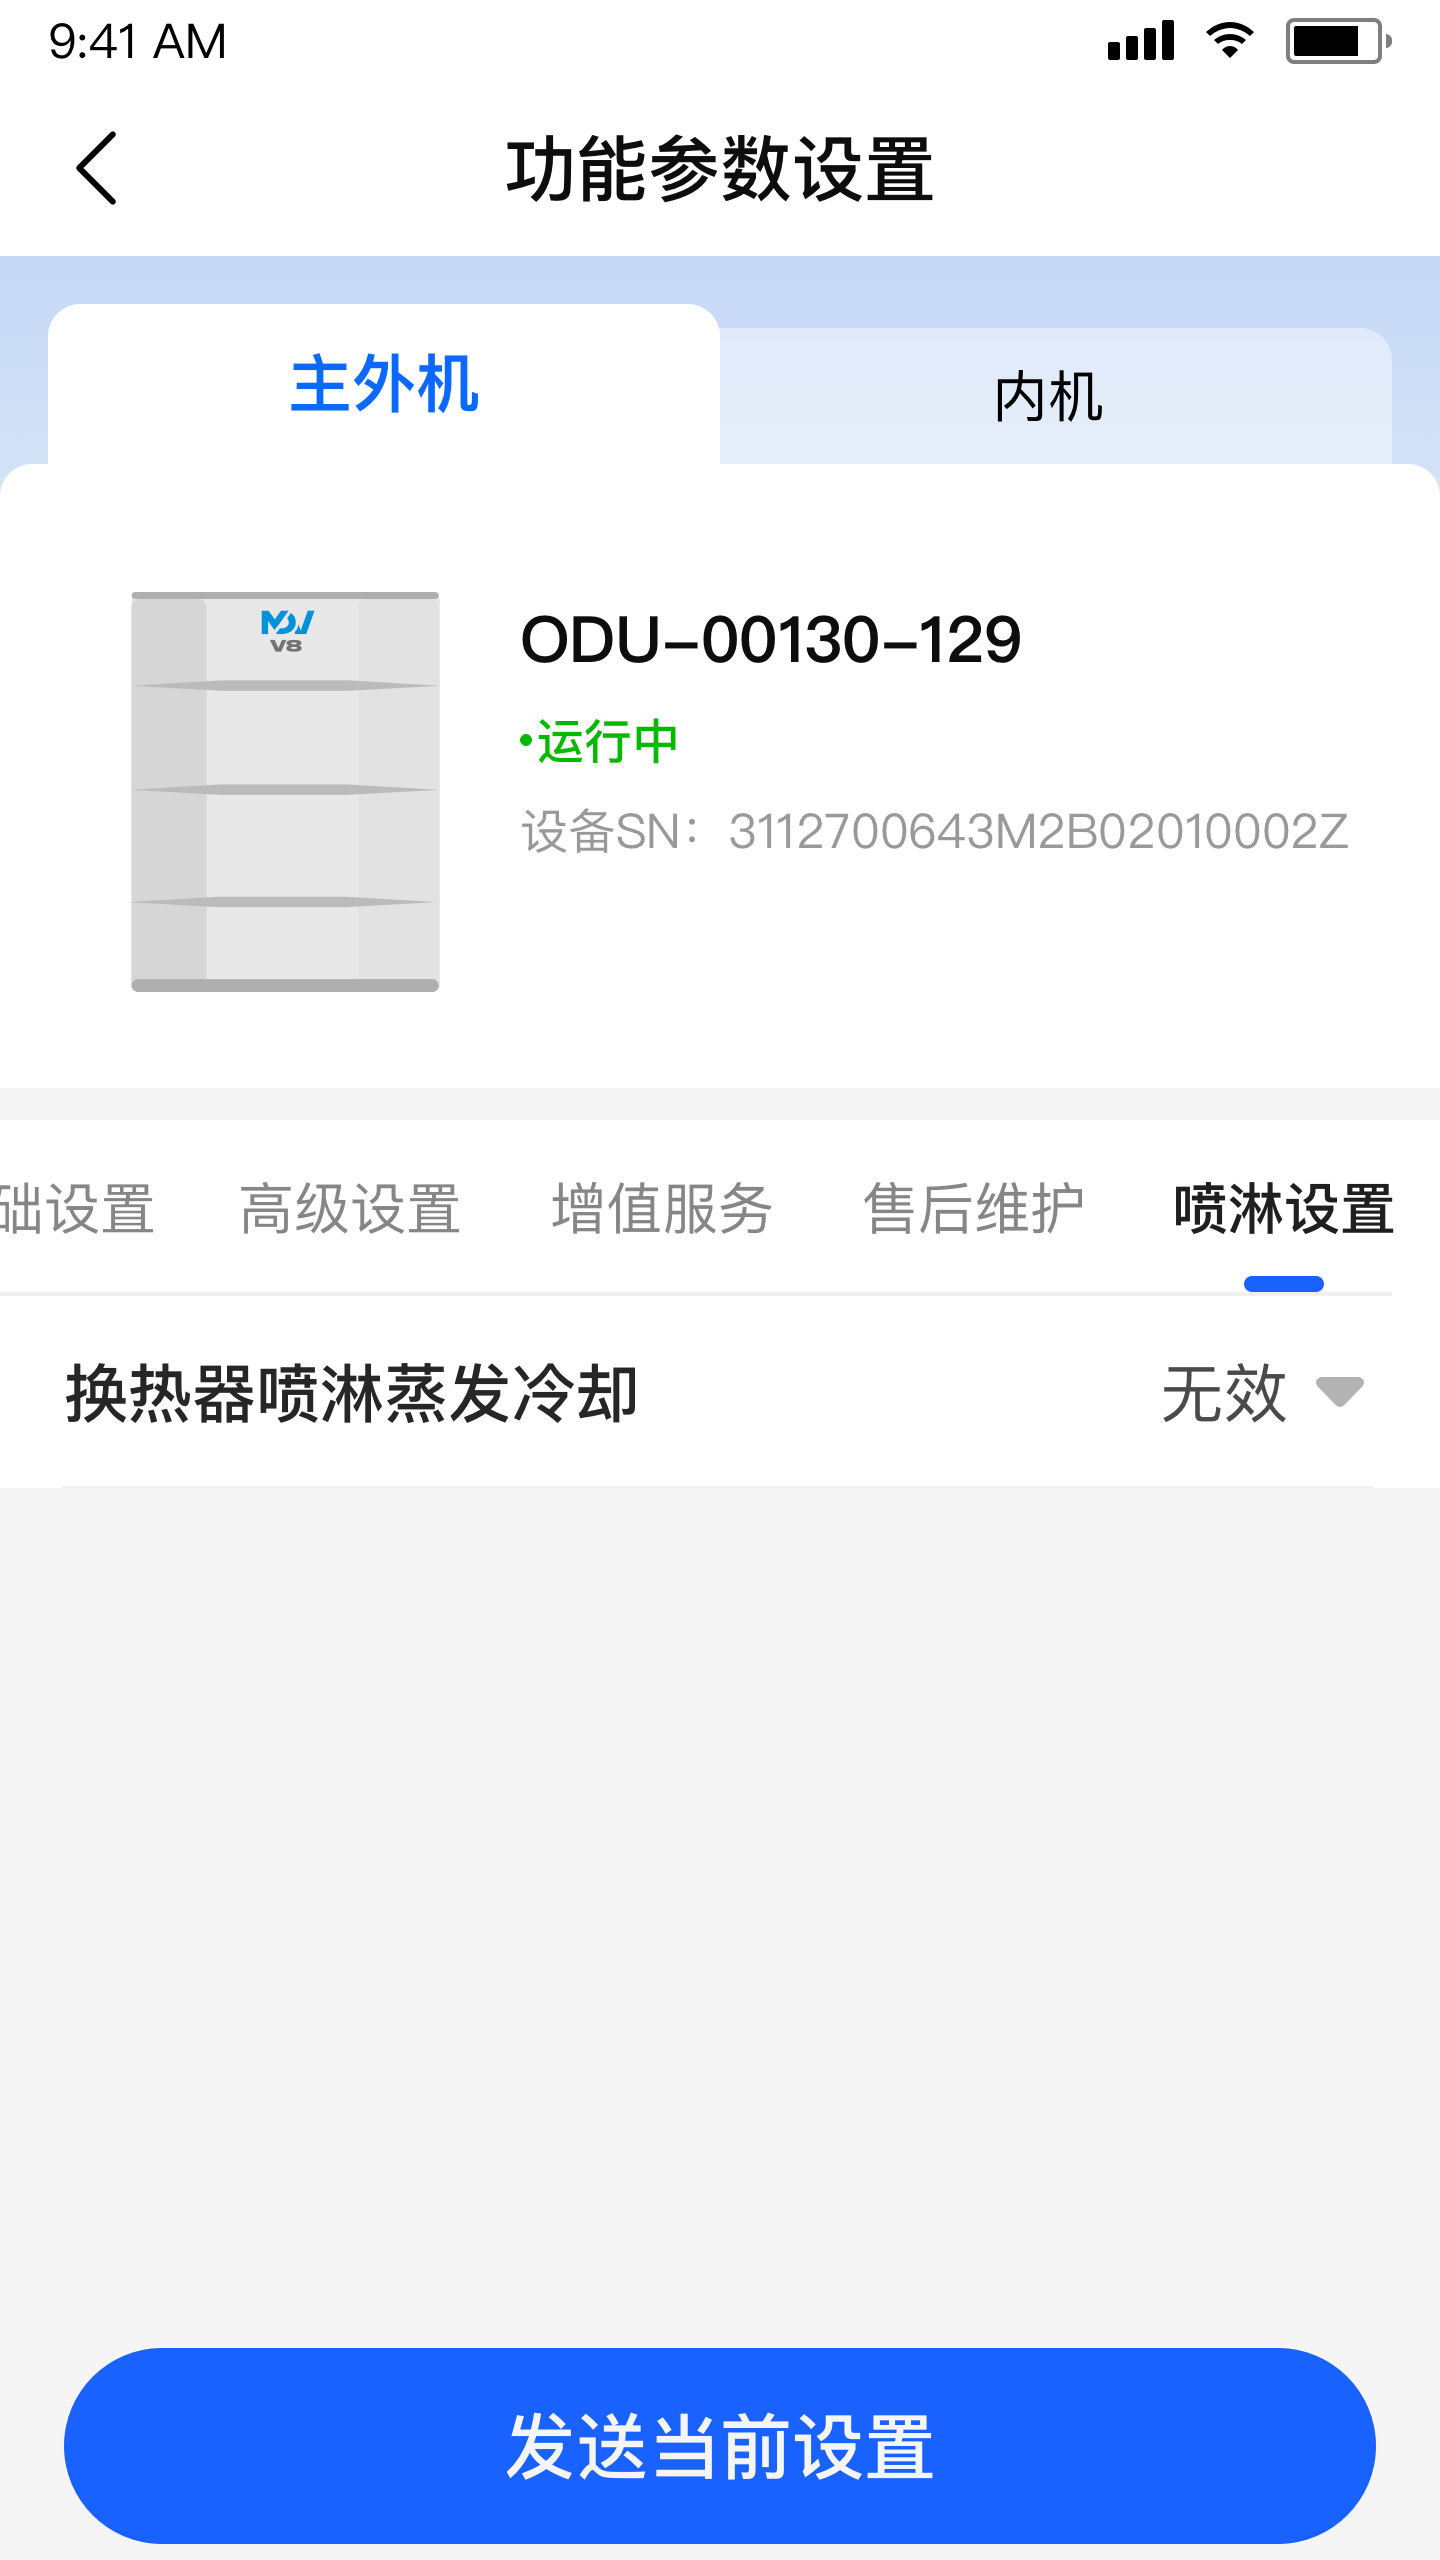 9:41 AM
功能参数设置
主外机
内机
MDV
V8
ODU-00130-129
•运行中
设备SN：3112700643M2B02010002Z
础设置 高级设置 增值服务 售后维护 喷淋设置
换热器喷淋蒸发冷却 无效
发送当前设置